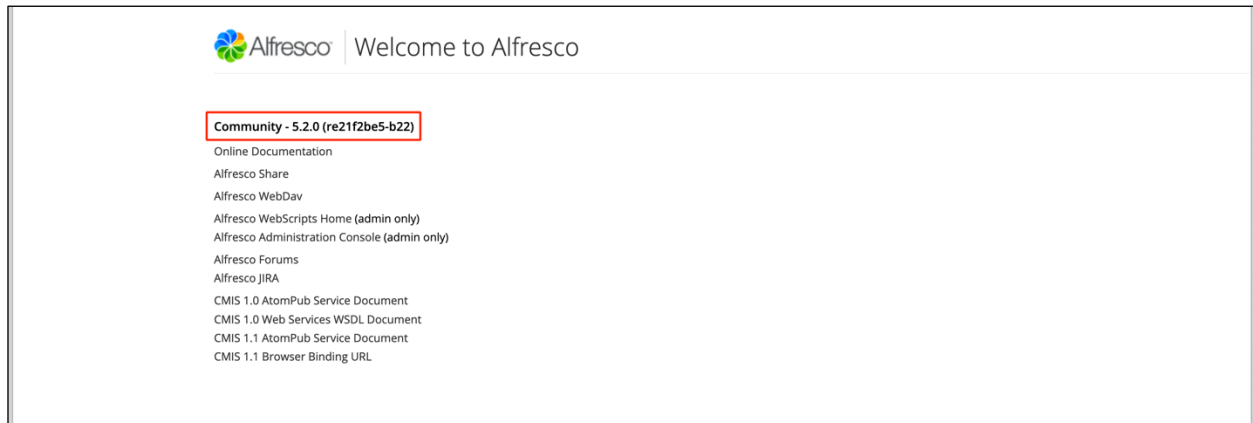 Alfresco Welcome to Alfresco
Community - 5.2.0 (re21f2be5-b22)
Online Documentation
Alfresco Share
Alfresco WebDav
Alfresco WebScripts Home (admin only)
Alfresco Administration Console (admin only)
Alfresco Forums
Alfresco JIRA
CMIS 1.0 AtomPub Service Document
CMIS 1.0 Web Services WSDL Document
CMIS 1.1 AtomPub Service Document
CMIS 1.1 Browser Binding URL